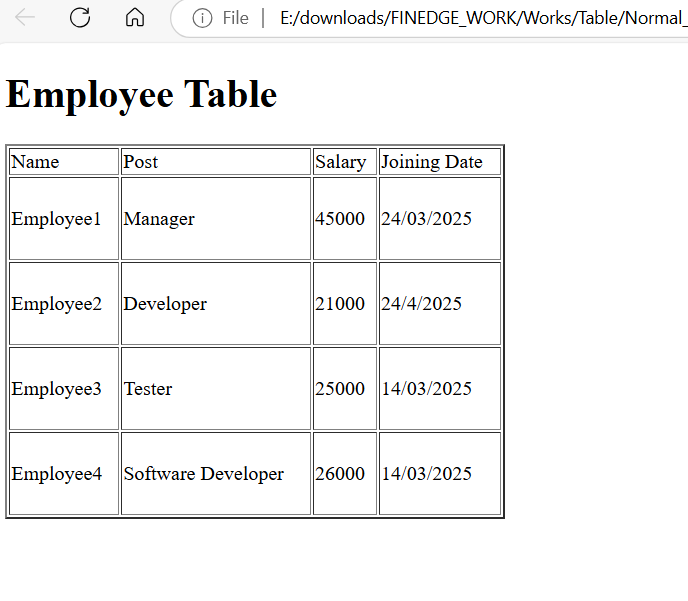 File | E:/downloads/FINEDGE_WORK/Works/Table/Normal_
Employee Table
Name Post Salary Joining Date
Employee1 Manager 45000 24/03/2025
Employee2 Developer 21000 24/4/2025
Employee3 Tester 25000 14/03/2025
Employee4 Software Developer 26000 14/03/2025